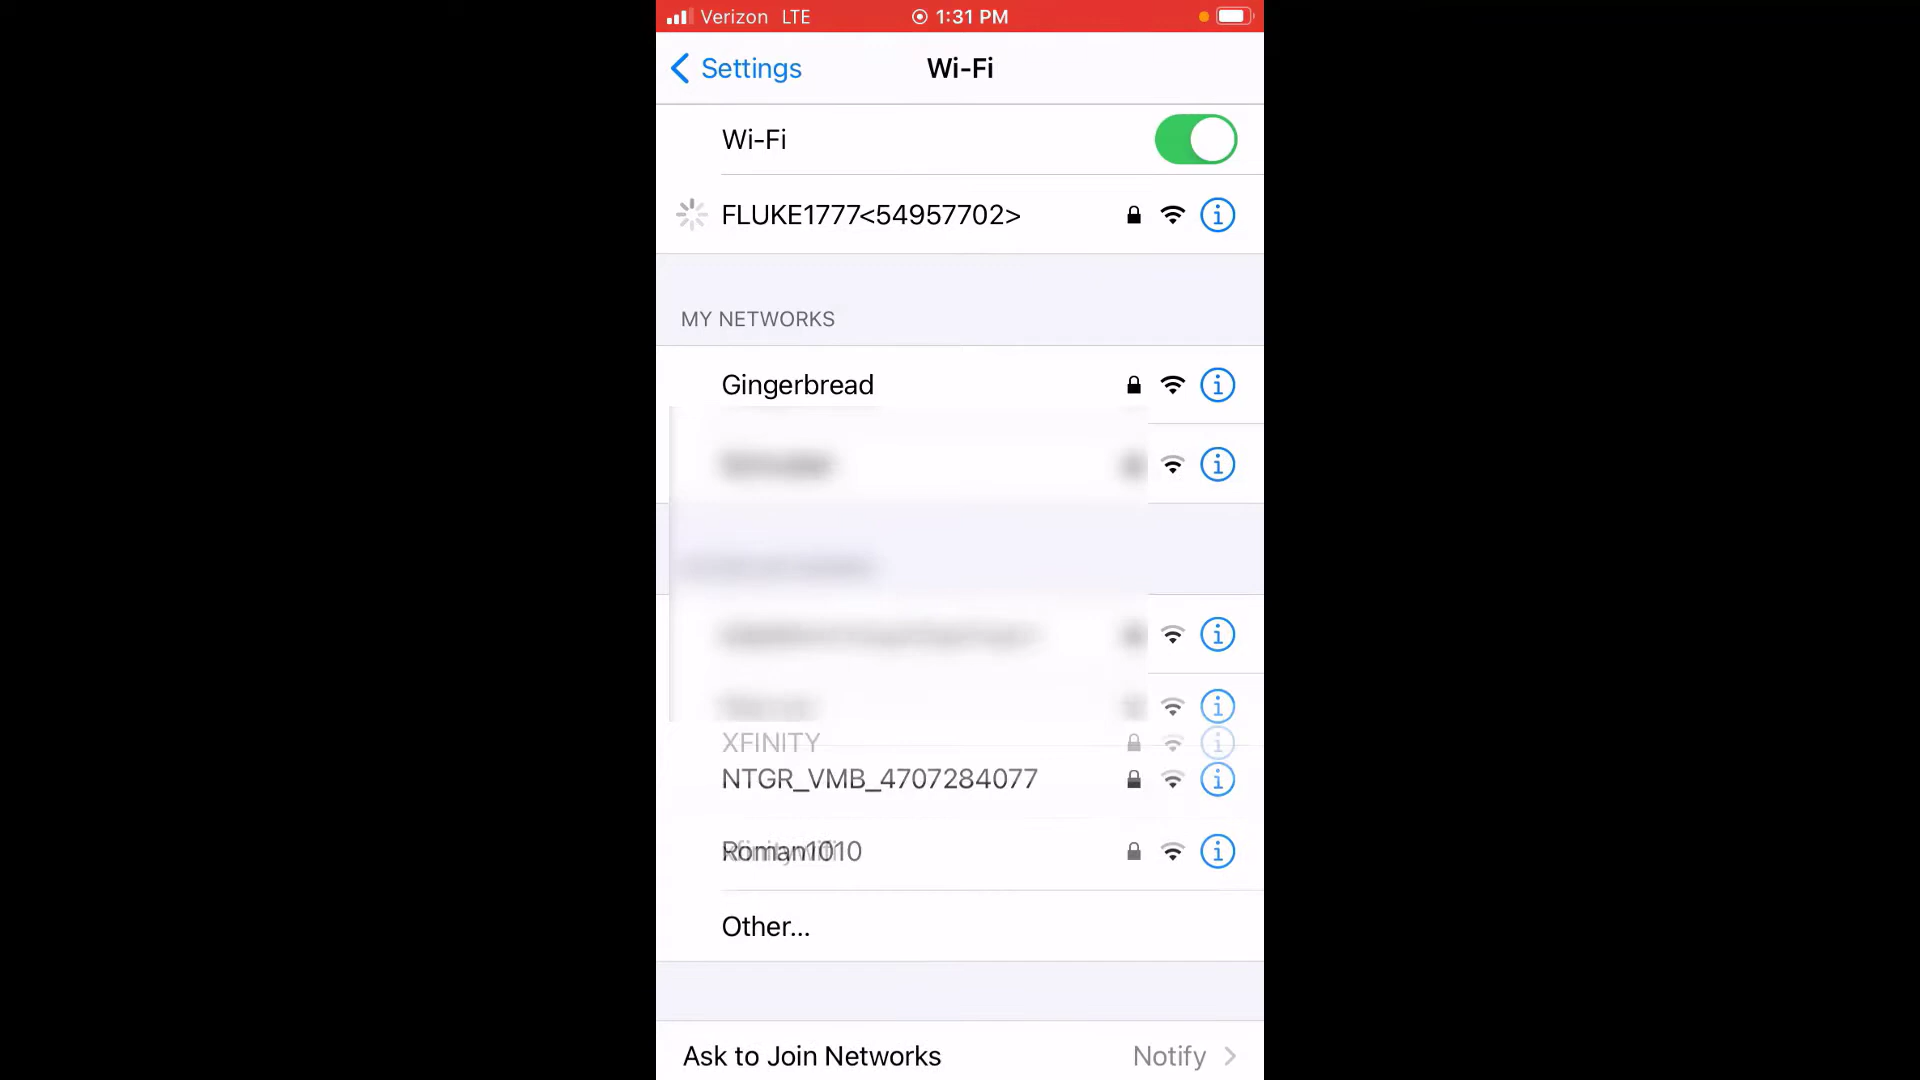 Verizon LTE 1:31 PM
Settings
Wi-Fi
Wi-Fi
FLUKE1777<54957702>
MY NETWORKS
Gingerbread
XFINITY
NTGR_VMB_4707284077
Roman1010
Other...
Ask to Join Networks Notify